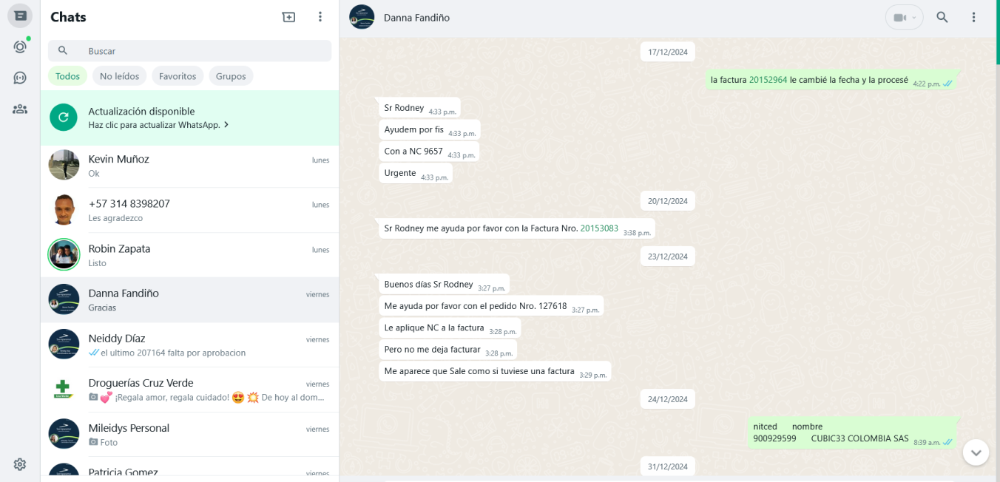 Chats
Buscar
Todos
No leídos
Favoritos
Grupos
Actualización disponible
Haz clic para actualizar WhatsApp.
Kevin Muñoz
lunes
Ok
+57 314 8398207
lunes
Les agradezco
Robin Zapata
lunes
Listo
Danna Fandiño
viernes
Gracias
Neiddy Díaz
viernes
el ultimo 207164 falta por aprobacion
Droguerías Cruz Verde
viernes
💕 ¡Regala amor, regala cuidado! 😍 💥 De hoy al dom...
Mileidys Personal
viernes
Foto
Patricia Gomez
viernes
Danna Fandiño
17/12/2024
la factura 20152964 le cambié la fecha y la procesé 4:22 p.m.
Sr Rodney 4:33 p.m.
Ayudem por fis 4:33 p.m.
Con a NC 9657 4:33 p.m.
Urgente 4:33 p.m.
20/12/2024
Sr Rodney me ayuda por favor con la Factura Nro. 20153083 3:38 p.m.
23/12/2024
Buenos días Sr Rodney 3:27 p.m.
Me ayuda por favor con el pedido Nro. 127618 3:27 p.m.
Le aplique NC a la factura 3:28 p.m.
Pero no me deja facturar 3:28 p.m.
Me aparece que Sale como si tuviese una factura 3:29 p.m.
24/12/2024
nitced nombre
900929599 CUBIC33 COLOMBIA SAS 8:39 a.m.
31/12/2024